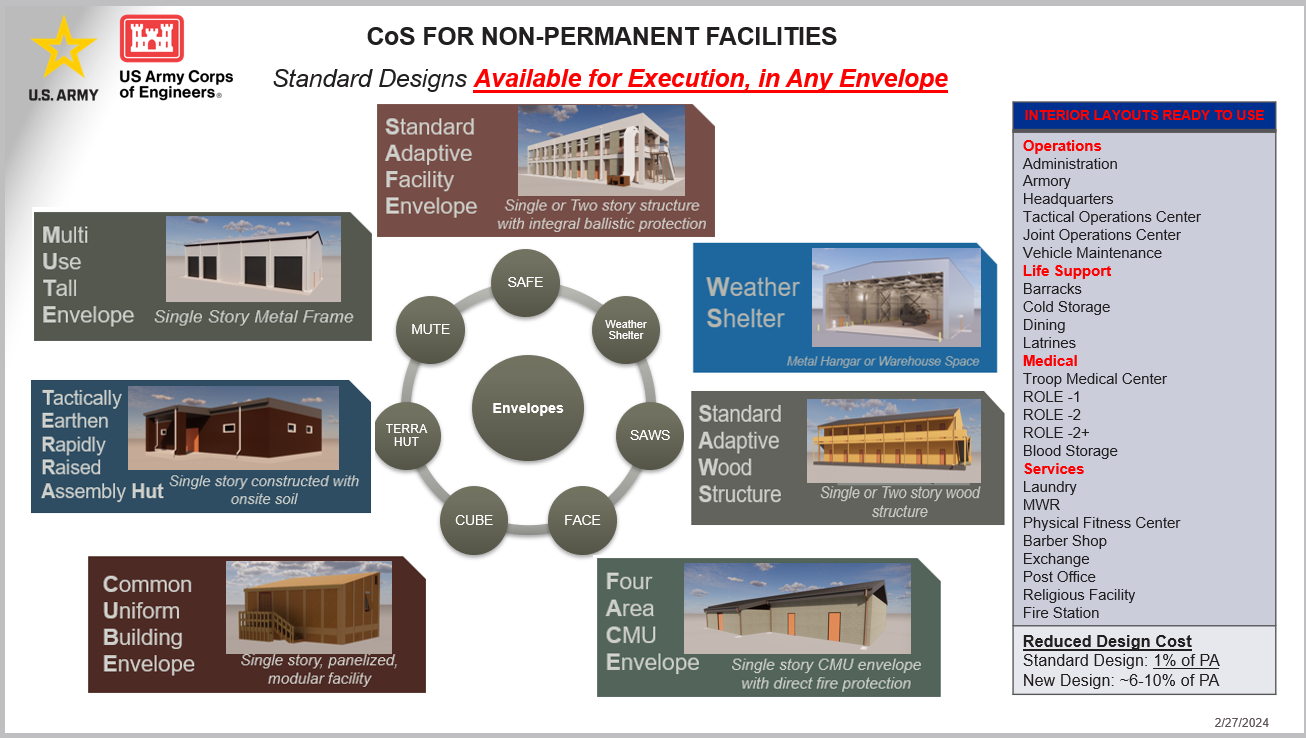 CoS FOR NON-PERMANENT FACILITIES
Standard Designs Available for Execution, in Any Envelope
U.S. ARMY
US Army Corps
of Engineers®
Standard
Adaptive
Facility
Envelope
Single or Two story structure
with integral ballistic protection
Multi
Use
Tall
Envelope
Single Story Metal Frame
Weather
Shelter
Metal Hangar or Warehouse Space
Tactically
Earthen
Rapidly
Raised
Assembly Hut
Single story constructed with
onsite soil
Standard
Adaptive
Wood
Structure
Single or Two story wood
structure
Common
Uniform
Building
Envelope
Single story, panelized,
modular facility
Four
Area
CMU
Envelope
Single story CMU envelope
with direct fire protection
Envelopes
SAFE
Weather
Shelter
SAWS
FACE
CUBE
TERRA
HUT
MUTE
INTERIOR LAYOUTS READY TO USE
Operations
Administration
Armory
Headquarters
Tactical Operations Center
Joint Operations Center
Vehicle Maintenance
Life Support
Barracks
Cold Storage
Dining
Latrines
Medical
Troop Medical Center
ROLE -1
ROLE -2
ROLE -2+
Blood Storage
Services
Laundry
MWR
Physical Fitness Center
Barber Shop
Exchange
Post Office
Religious Facility
Fire Station
Reduced Design Cost
Standard Design: 1% of PA
New Design: ~6-10% of PA
2/27/2024